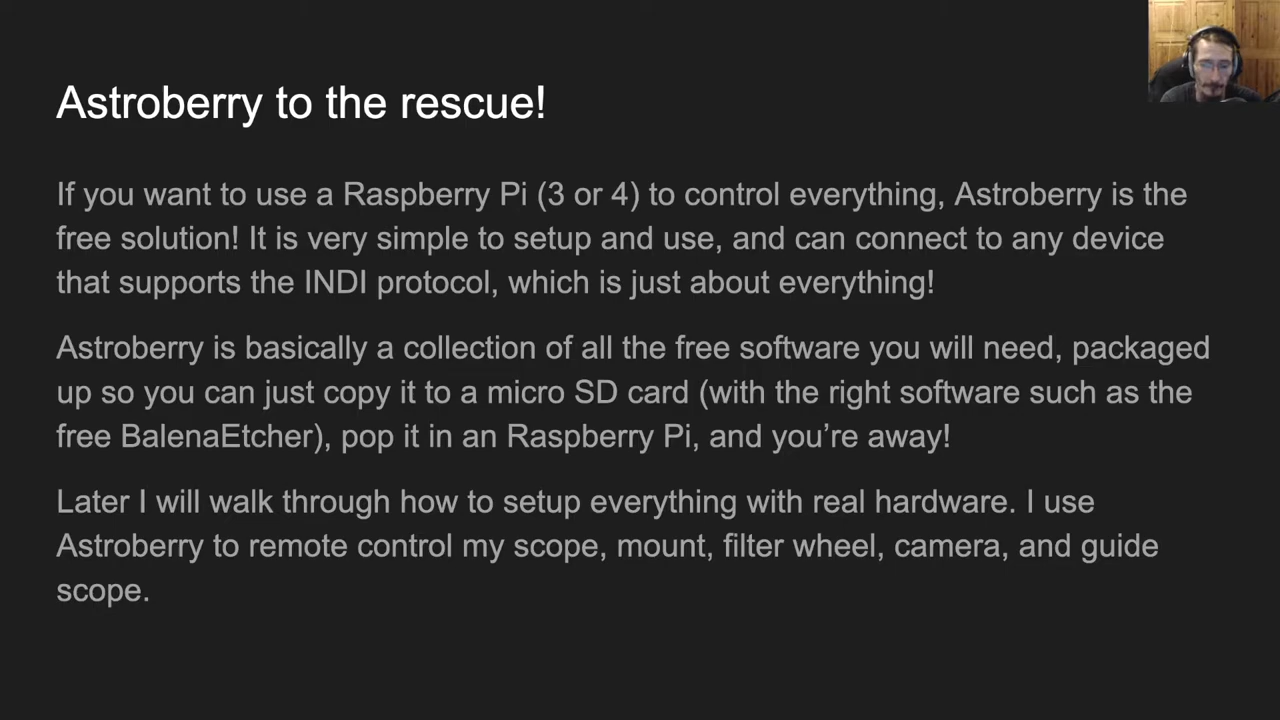 Astroberry to the rescue!
If you want to use a Raspberry Pi (3 or 4) to control everything, Astroberry is the
free solution! It is very simple to setup and use, and can connect to any device
that supports the INDI protocol, which is just about everything!
Astroberry is basically a collection of all the free software you will need, packaged
up so you can just copy it to a micro SD card (with the right software such as the
free BalenaEtcher), pop it in an Raspberry Pi, and you’re away!
Later I will walk through how to setup everything with real hardware. I use
Astroberry to remote control my scope, mount, filter wheel, camera, and guide
scope.